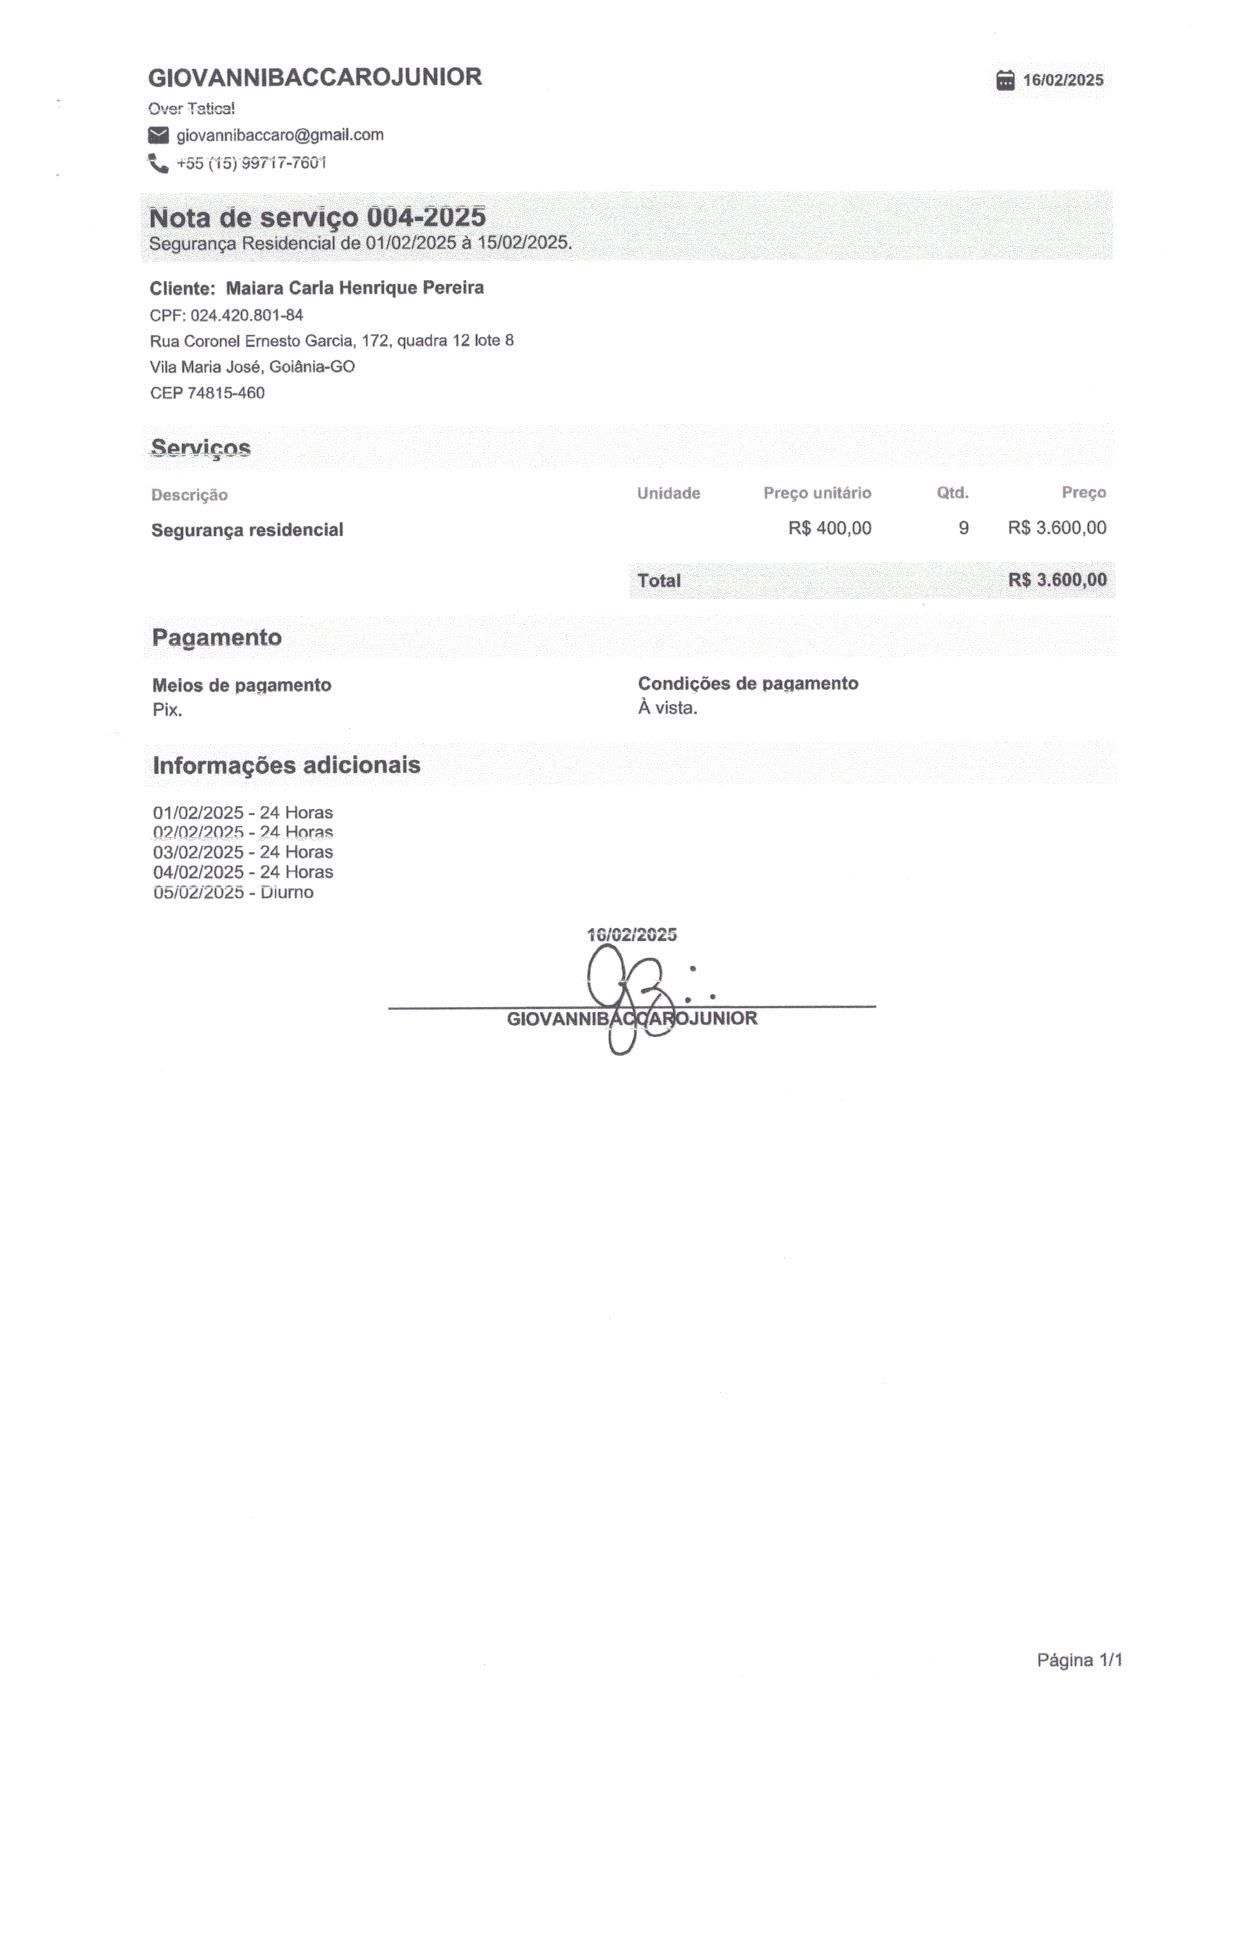 GIOVANNIBACCAROJUNIOR
16/02/2025
Over Tatical
giovannibaccaro@gmail.com
+55 (15) 99717-7601
Nota de serviço 004-2025
Segurança Residencial de 01/02/2025 à 15/02/2025.
Cliente: Maiara Carla Henrique Pereira
CPF: 024.420.801-84
Rua Coronel Ernesto Garcia, 172, quadra 12 lote 8
Vila Maria José, Goiânia-GO
CEP 74815-460
Serviços
Descrição Unidade Preço unitário Qtd. Preço
Segurança residencial R$ 400,00 9 R$ 3.600,00
Total R$ 3.600,00
Pagamento
Meios de pagamento Condições de pagamento
Pix. À vista.
Informações adicionais
01/02/2025 - 24 Horas
02/02/2025 - 24 Horas
03/02/2025 - 24 Horas
04/02/2025 - 24 Horas
05/02/2025 - Diurno
16/02/2025
GIOVANNIBACCAROJUNIOR
Página 1/1